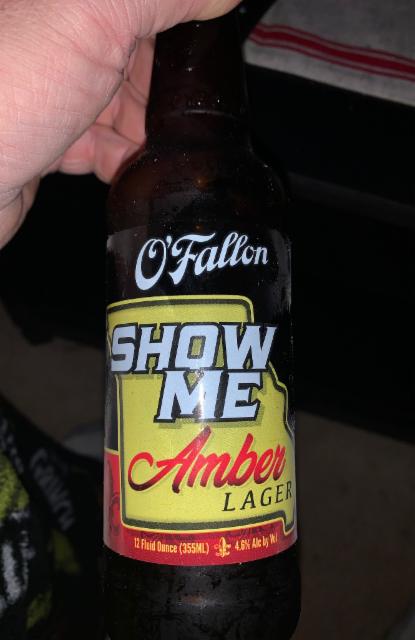 O'Fallon
SHOW
ME
Amber
LAGER
12 Fluid Ounce (355ML) 4.6% Alc by Vol